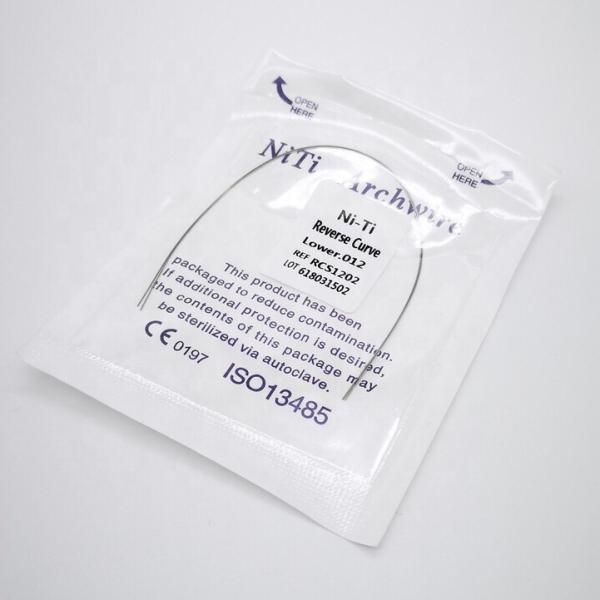 OPEN
HERE
OPEN
HERE
NiTi Archwire
Ni-Ti
Reverse Curve
Lower.012
REF RCS1202
LOT 618031502
This product has been
packaged to reduce contamination.
If additional protection is desired,
the contents of this package may
be sterilized via autoclave.
CE 0197 ISO13485